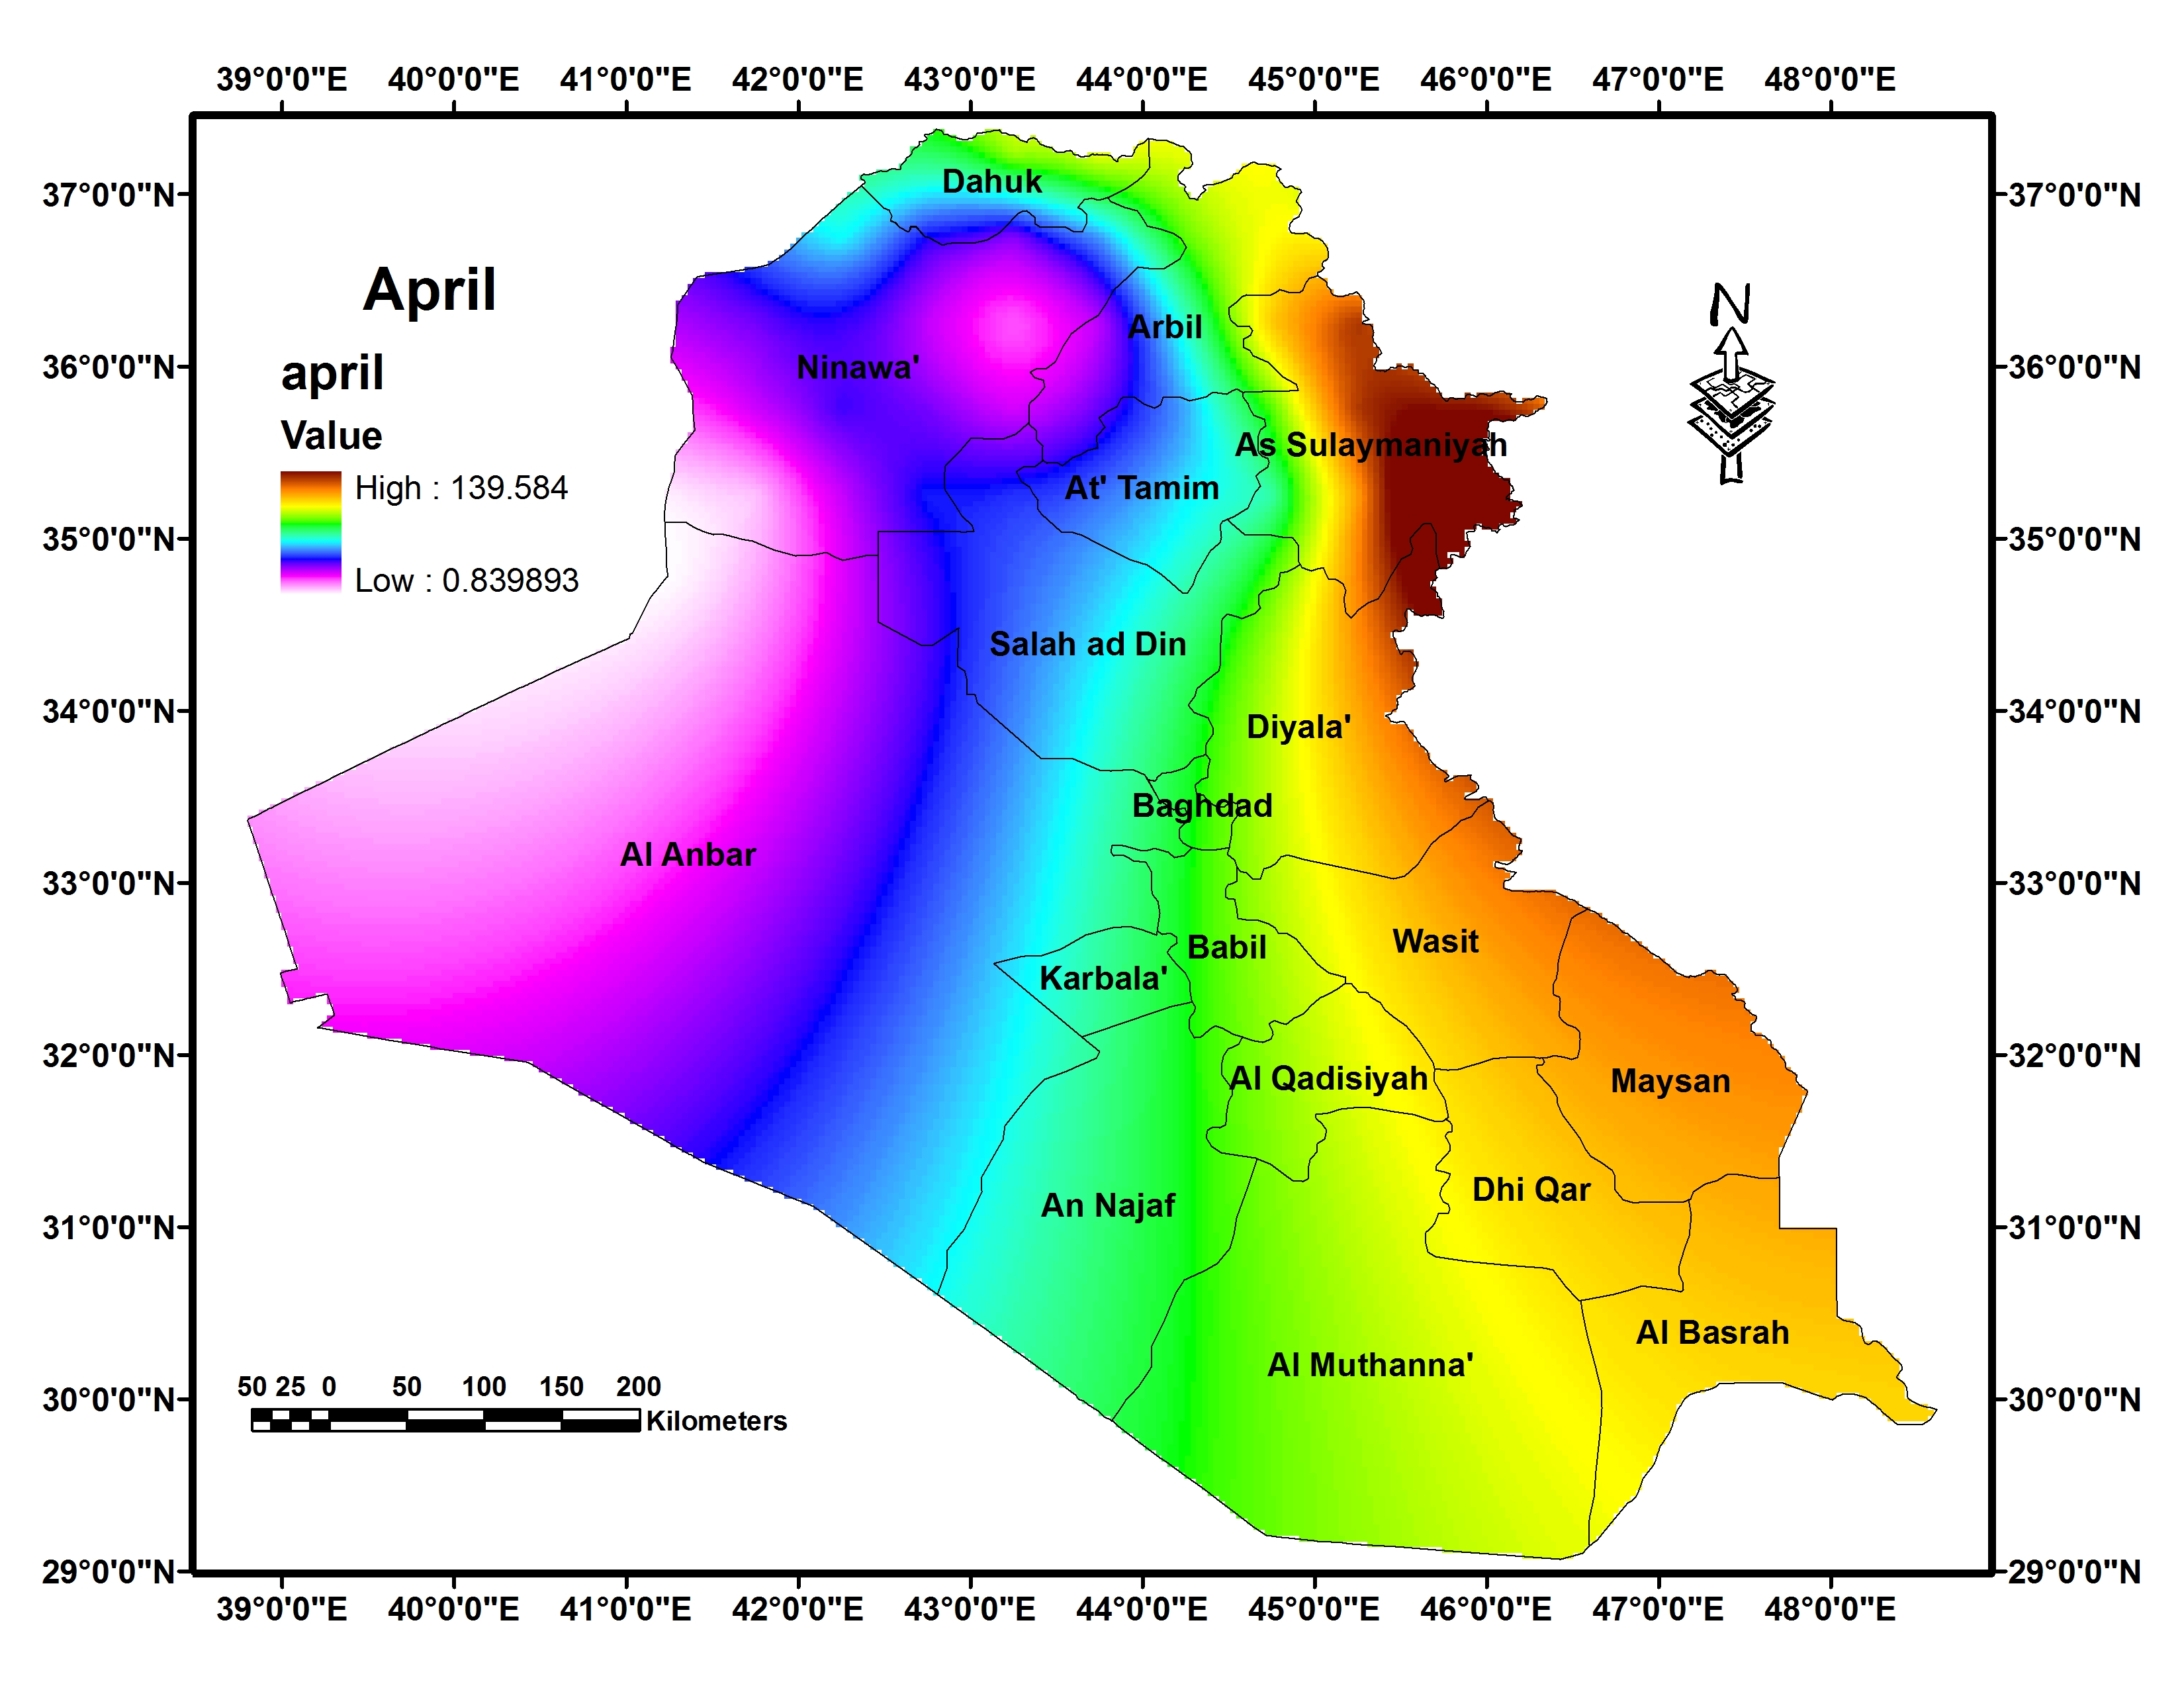 39°0'0"E 40°0'0"E 41°0'0"E 42°0'0"E 43°0'0"E 44°0'0"E 45°0'0"E 46°0'0"E 47°0'0"E 48°0'0"E
37°0'0"N 37°0'0"N
36°0'0"N 36°0'0"N
35°0'0"N 35°0'0"N
34°0'0"N 34°0'0"N
33°0'0"N 33°0'0"N
32°0'0"N 32°0'0"N
31°0'0"N 31°0'0"N
30°0'0"N 30°0'0"N
29°0'0"N 29°0'0"N
April
april
Value
High : 139.584
Low : 0.839893
N
Dahuk
Arbil
Ninawa'
As Sulaymaniyah
At' Tamim
Salah ad Din
Diyala'
Baghdad
Al Anbar
Babil
Wasit
Karbala'
Al Qadisiyah
Maysan
An Najaf
Dhi Qar
Al Basrah
Al Muthanna'
50 25 0 50 100 150 200
Kilometers
39°0'0"E 40°0'0"E 41°0'0"E 42°0'0"E 43°0'0"E 44°0'0"E 45°0'0"E 46°0'0"E 47°0'0"E 48°0'0"E